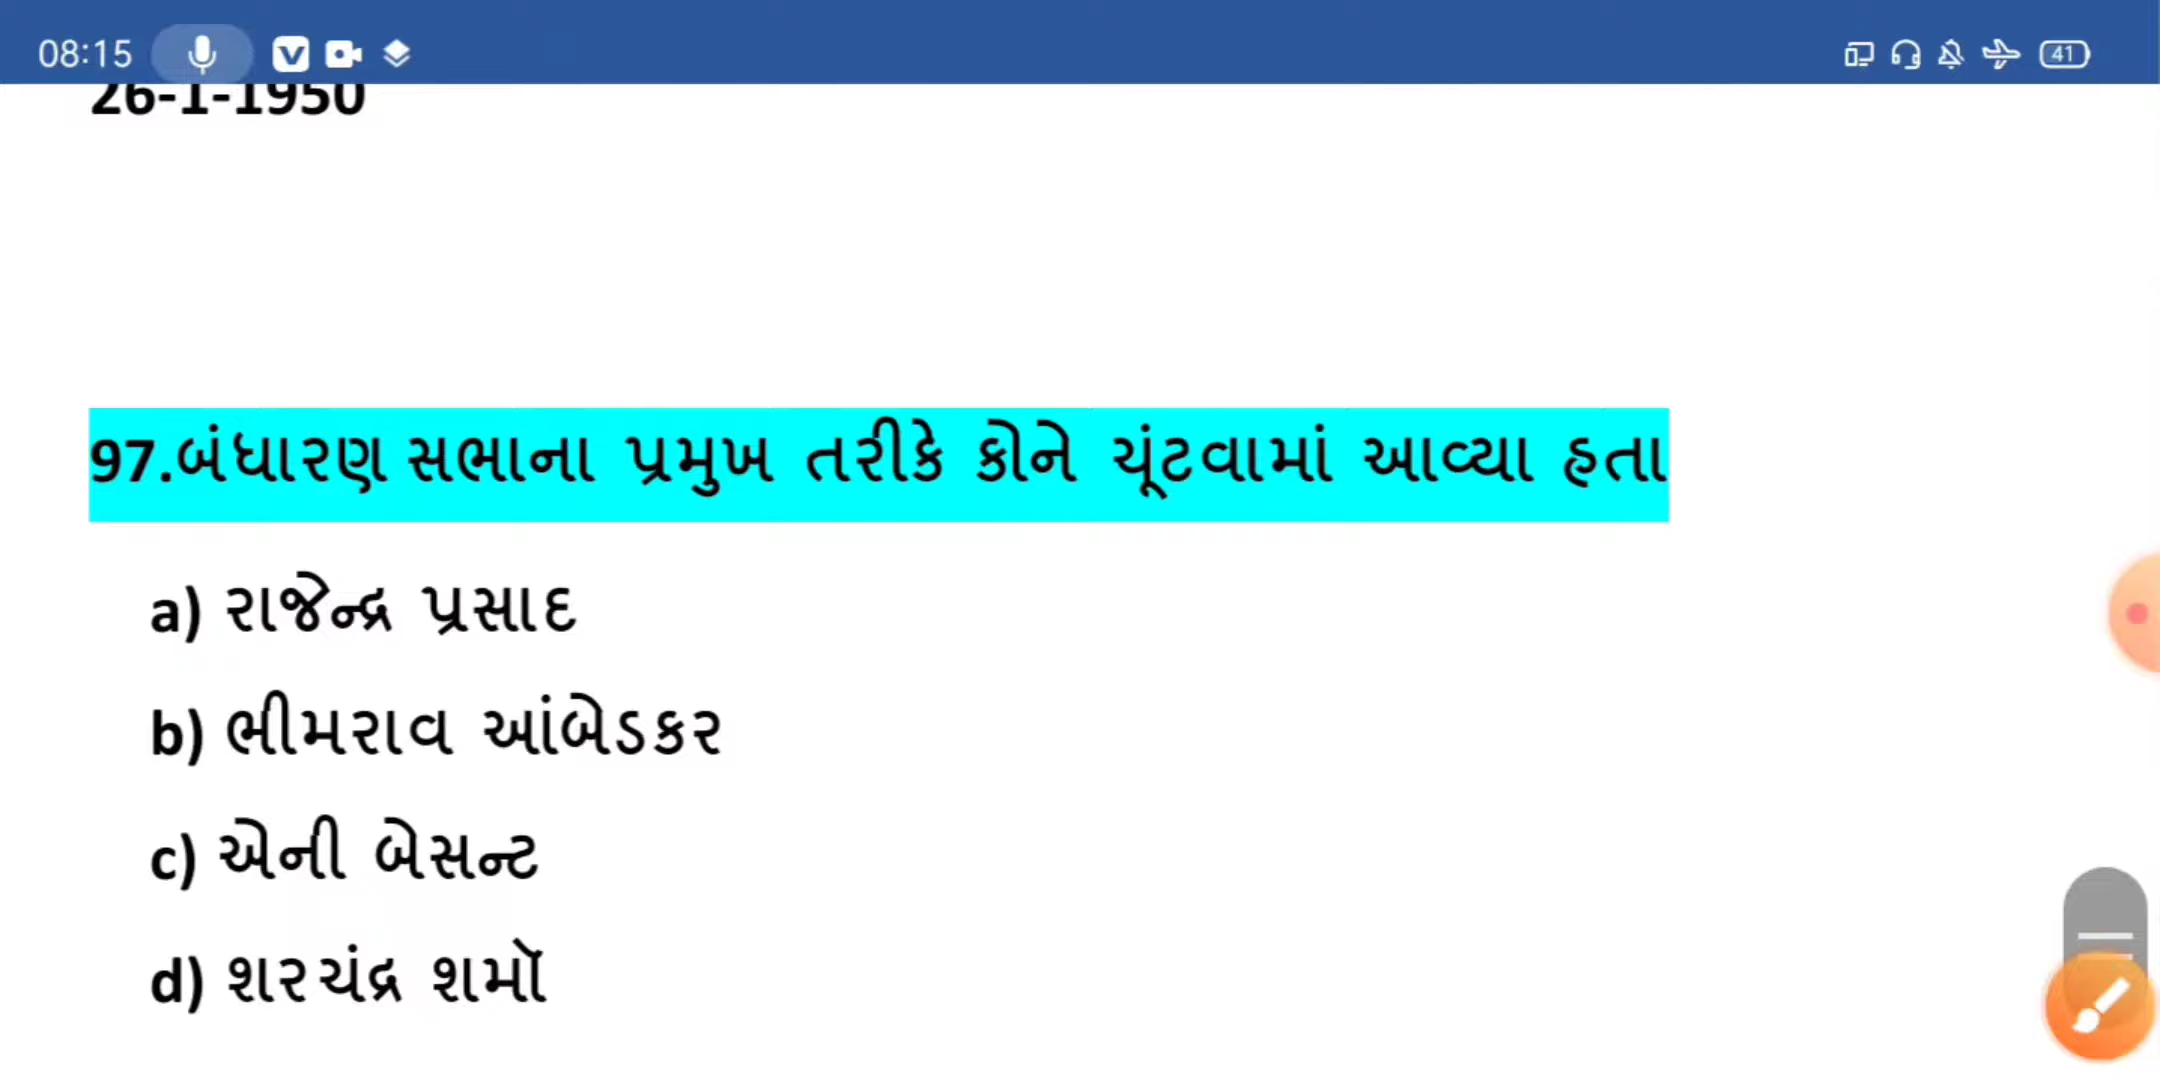 08:15
41
26-1-1950
97.બંધારણ સભાના પ્રમુખ તરીકે કોને ચૂંટવામાં આવ્યા હતા
a) રાજેન્દ્ર પ્રસાદ
b) ભીમરાવ આંબેડકર
c) એની બેસન્ટ
d) શરચંદ્ર શર્મા